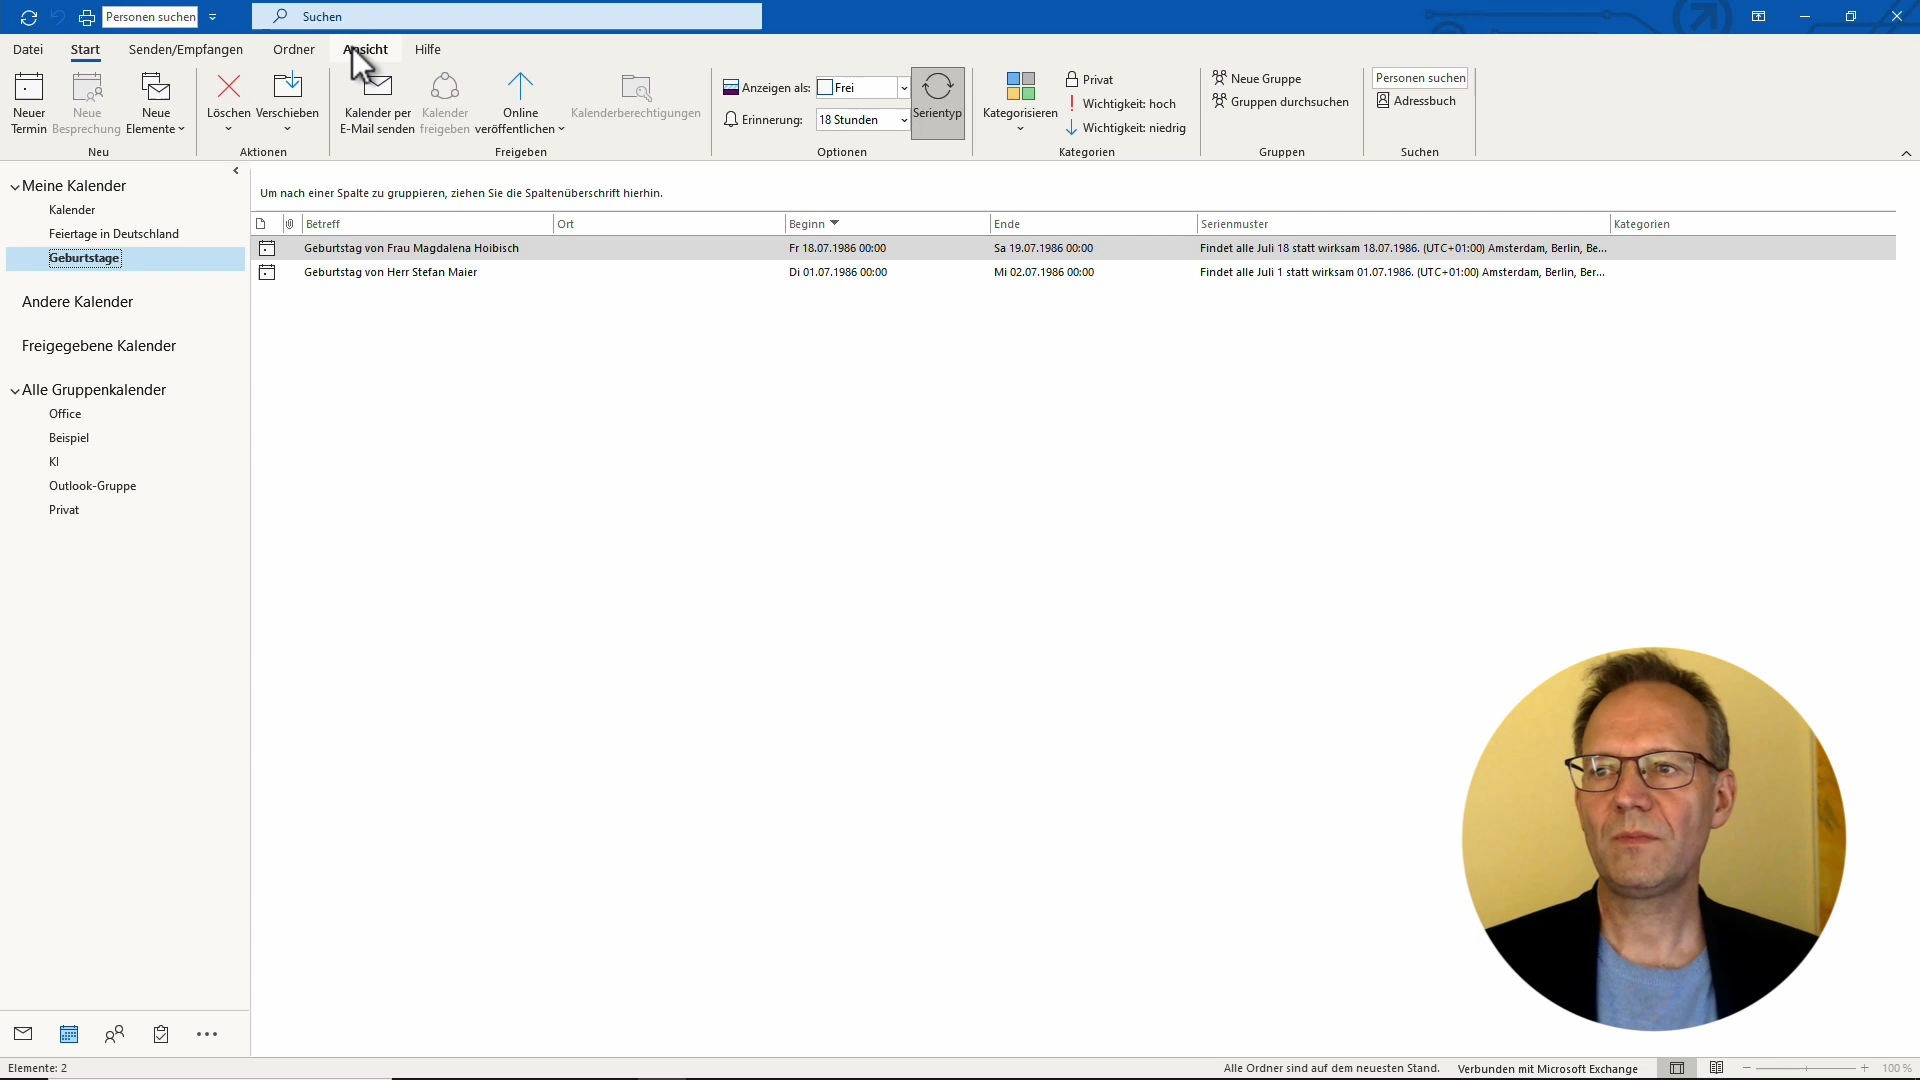 Personen suchen
Suchen
Datei Start Senden/Empfangen Ordner Ansicht Hilfe
Neuer Termin
Neue Besprechung
Neue Elemente
Neu
Löschen
Verschieben
Aktionen
Kalender per E-Mail senden
Kalender freigeben
Online veröffentlichen
Kalenderberechtigungen
Freigeben
Anzeigen als: Frei
Erinnerung: 18 Stunden
Serientyp
Optionen
Kategorisieren
Privat
Wichtigkeit: hoch
Wichtigkeit: niedrig
Kategorien
Neue Gruppe
Gruppen durchsuchen
Gruppen
Personen suchen
Adressbuch
Suchen
Meine Kalender
Kalender
Feiertage in Deutschland
Geburtstage
Andere Kalender
Freigegebene Kalender
Alle Gruppenkalender
Office
Beispiel
KI
Outlook-Gruppe
Privat
Um nach einer Spalte zu gruppieren, ziehen Sie die Spaltenüberschrift hierhin.
Betreff Ort Beginn Ende Serienmuster Kategorien
Geburtstag von Frau Magdalena Hoibisch Fr 18.07.1986 00:00 Sa 19.07.1986 00:00 Findet alle Juli 18 statt wirksam 18.07.1986. (UTC+01:00) Amsterdam, Berlin, Be...
Geburtstag von Herr Stefan Maier Di 01.07.1986 00:00 Mi 02.07.1986 00:00 Findet alle Juli 1 statt wirksam 01.07.1986. (UTC+01:00) Amsterdam, Berlin, Ber...
Elemente: 2
Alle Ordner sind auf dem neuesten Stand. Verbunden mit Microsoft Exchange 100 %